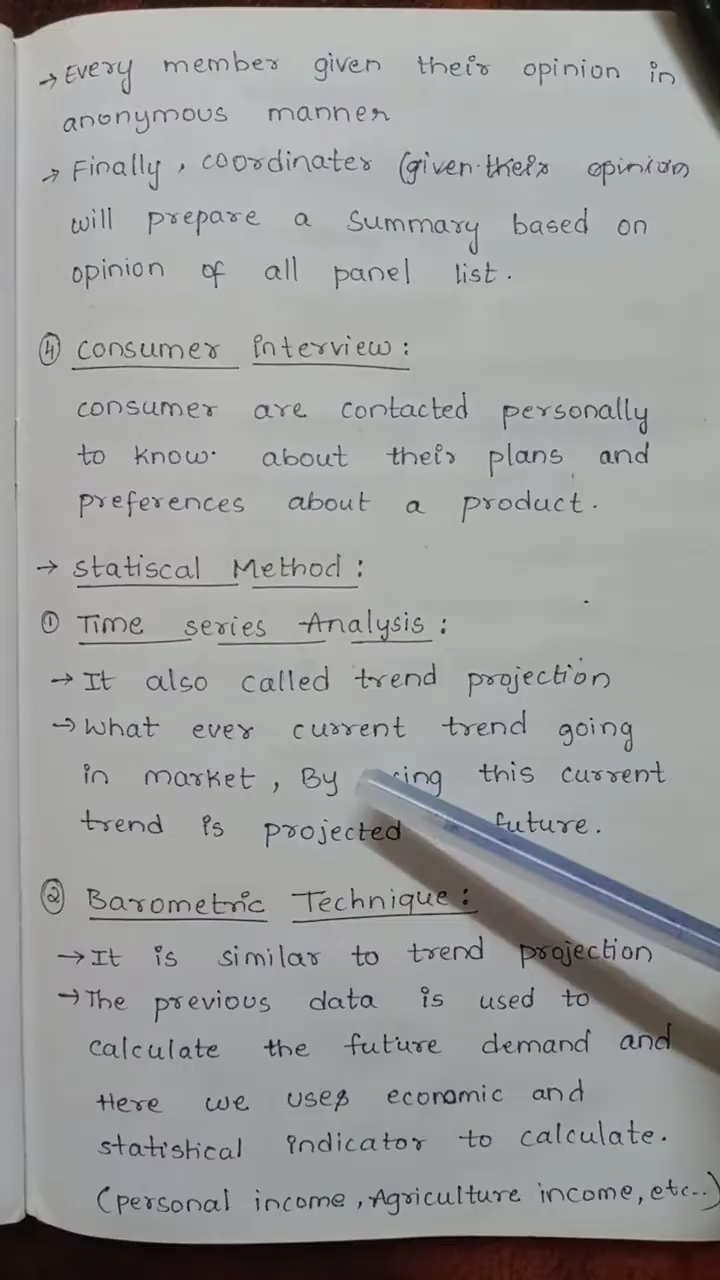 → Every member given their opinion in
anonymous manner
→ Finally, coordinater (given their opinion
will prepare a summary based on
opinion of all panel list.
④ Consumer interview:
consumer are contacted personally
to know. about their plans and
preferences about a product.
→ Statiscal Method:
① Time series Analysis:
→ It also called trend projection
→ What ever current trend going
in market, By this current
trend is projected future.
② Barometric Technique:
→ It is similar to trend projection
→ The previous data is used to
calculate the future demand and
Here we uses economic and
statistical indicator to calculate.
(personal income, Agriculture income, etc..)